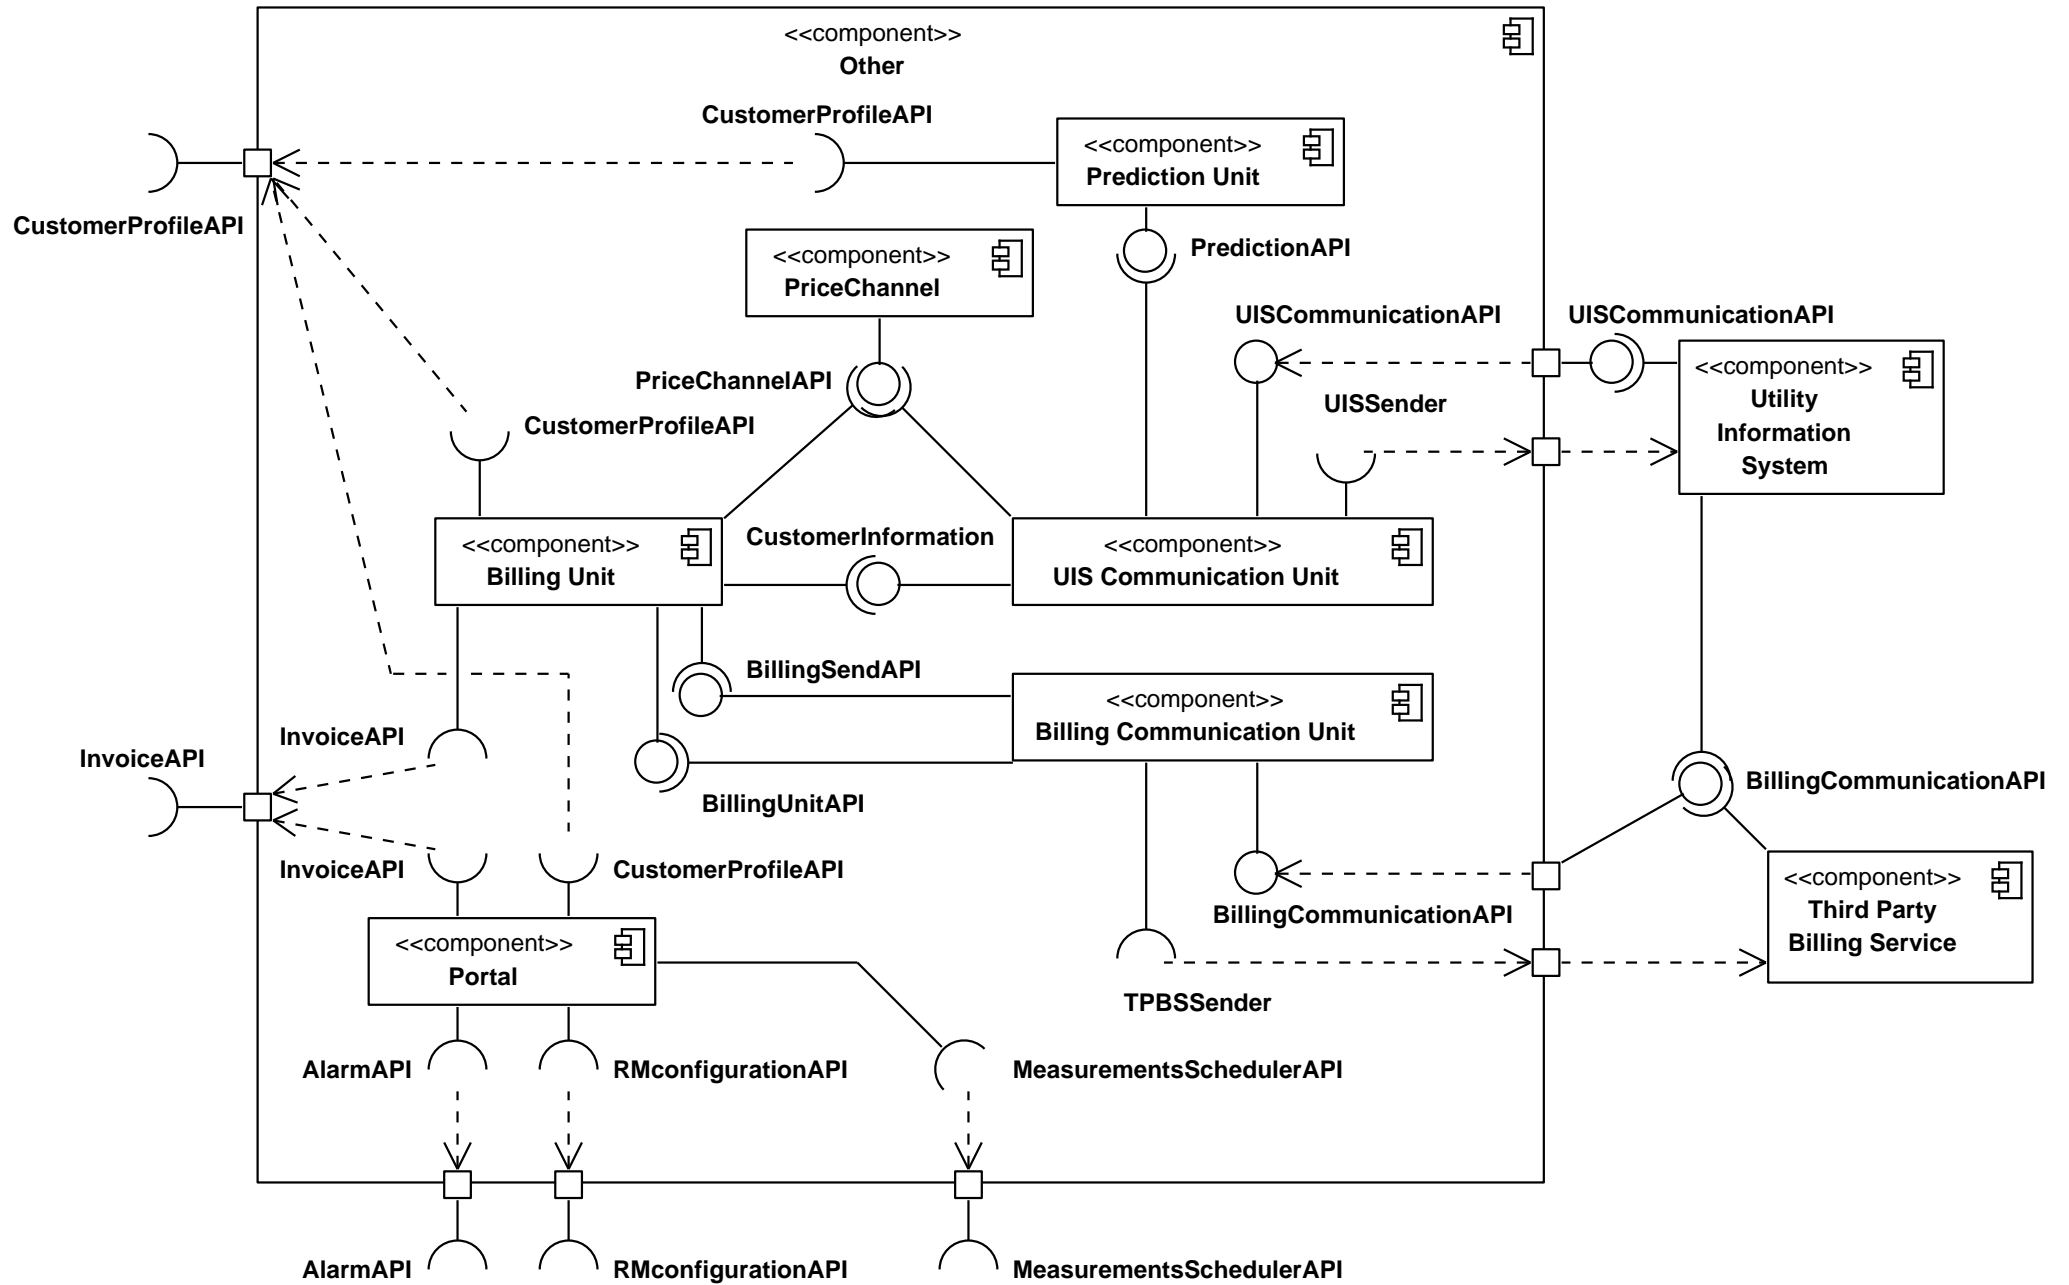 <<component>>
Other
CustomerProfileAPI
<<component>>
Prediction Unit
CustomerProfileAPI
<<component>>
PriceChannel
PredictionAPI
UISCommunicationAPI
UISCommunicationAPI
PriceChannelAPI
<<component>>
Utility
Information
System
UISSender
CustomerProfileAPI
<<component>>
Billing Unit
CustomerInformation
<<component>>
UIS Communication Unit
BillingSendAPI
<<component>>
Billing Communication Unit
InvoiceAPI
InvoiceAPI
BillingUnitAPI
BillingCommunicationAPI
InvoiceAPI
CustomerProfileAPI
<<component>>
Third Party
Billing Service
BillingCommunicationAPI
<<component>>
Portal
TPBSSender
AlarmAPI
RMconfigurationAPI
MeasurementsSchedulerAPI
AlarmAPI
RMconfigurationAPI
MeasurementsSchedulerAPI